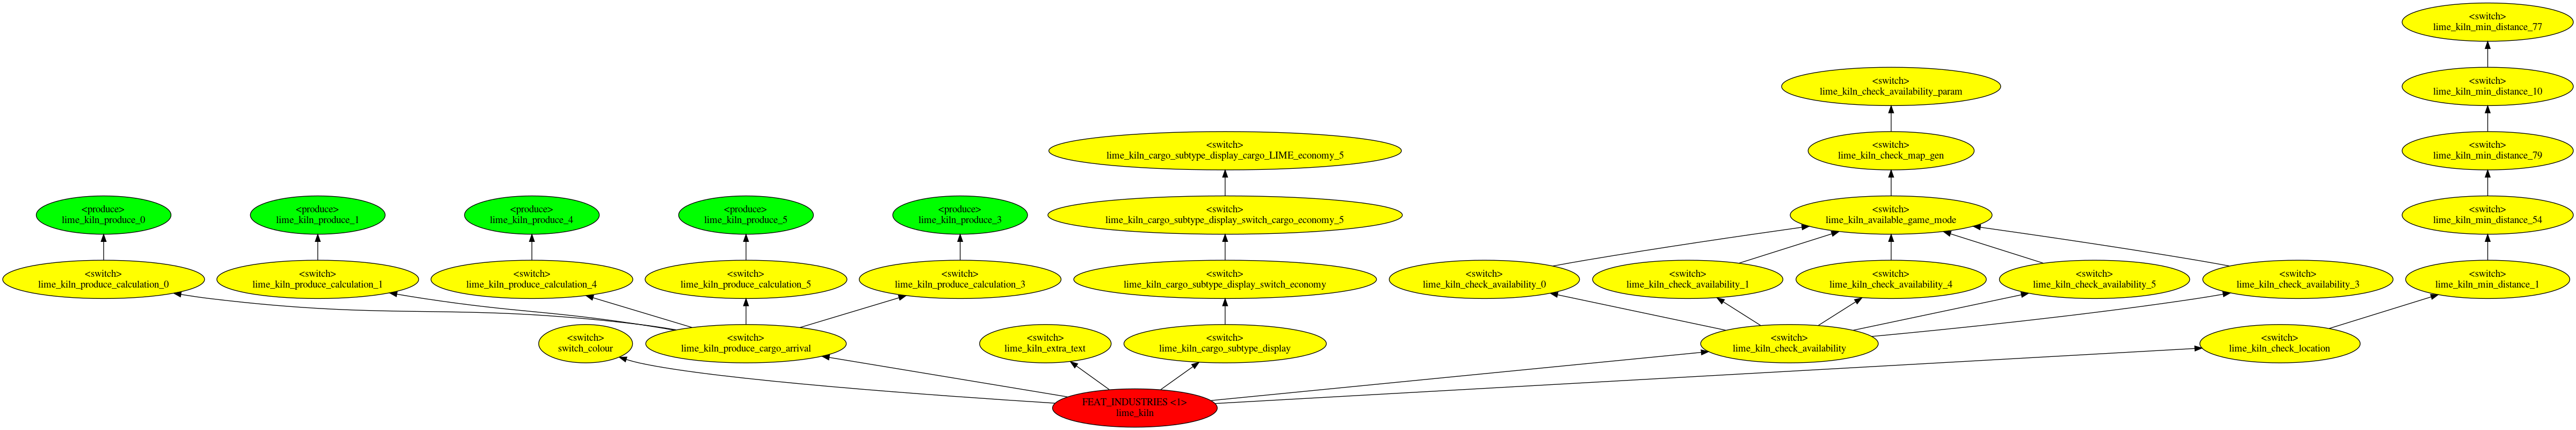 <switch>
lime_kiln_min_distance_77
<switch>
lime_kiln_check_availability_param
<switch>
lime_kiln_min_distance_10
<switch>
lime_kiln_cargo_subtype_display_cargo_LIME_economy_5
<switch>
lime_kiln_check_map_gen
<switch>
lime_kiln_min_distance_79
<produce>
lime_kiln_produce_0
<produce>
lime_kiln_produce_1
<produce>
lime_kiln_produce_4
<produce>
lime_kiln_produce_5
<produce>
lime_kiln_produce_3
<switch>
lime_kiln_cargo_subtype_display_switch_cargo_economy_5
<switch>
lime_kiln_available_game_mode
<switch>
lime_kiln_min_distance_54
<switch>
lime_kiln_produce_calculation_0
<switch>
lime_kiln_produce_calculation_1
<switch>
lime_kiln_produce_calculation_4
<switch>
lime_kiln_produce_calculation_5
<switch>
lime_kiln_produce_calculation_3
<switch>
lime_kiln_cargo_subtype_display_switch_economy
<switch>
lime_kiln_check_availability_0
<switch>
lime_kiln_check_availability_1
<switch>
lime_kiln_check_availability_4
<switch>
lime_kiln_check_availability_5
<switch>
lime_kiln_check_availability_3
<switch>
lime_kiln_min_distance_1
<switch>
switch_colour
<switch>
lime_kiln_produce_cargo_arrival
<switch>
lime_kiln_extra_text
<switch>
lime_kiln_cargo_subtype_display
<switch>
lime_kiln_check_availability
<switch>
lime_kiln_check_location
FEAT_INDUSTRIES <1>
lime_kiln